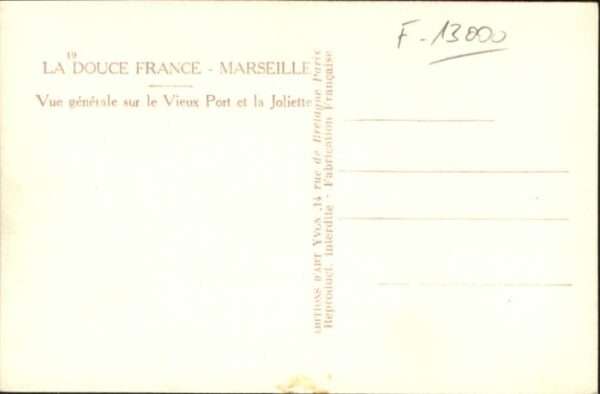 19
LA DOUCE FRANCE - MARSEILLE
Vue générale sur le Vieux Port et la Joliette
EDITIONS D'ART YVON, 14 rue de Bretagne Paris
Reproduct. interdite - Fabrication Française
F - 13000